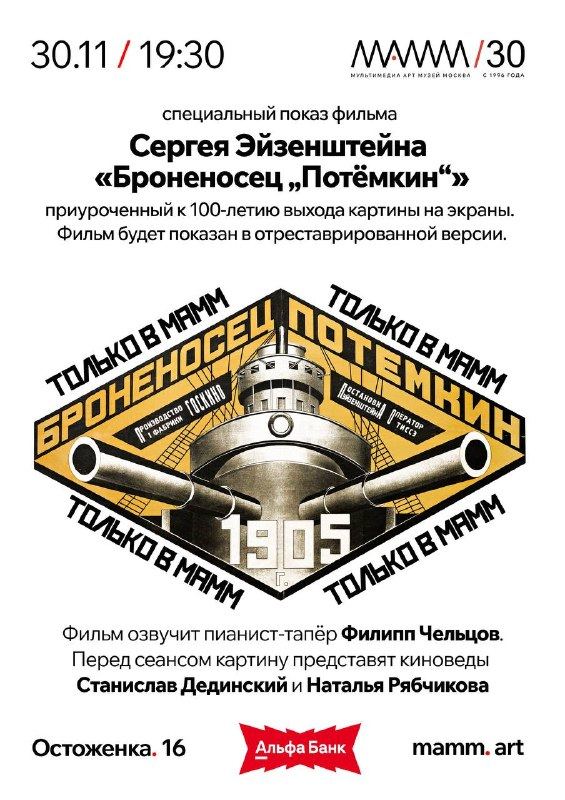 30.11 / 19:30
МАММ/30
МУЛЬТИМЕДИА АРТ МУЗЕЙ МОСКВА С 1996 ГОДА
специальный показ фильма
Сергея Эйзенштейна
«Броненосец „Потёмкин“»
приуроченный к 100-летию выхода картины на экраны.
Фильм будет показан в отреставрированной версии.
ТОЛЬКО В МАММ
ТОЛЬКО В МАММ
БРОНЕНОСЕЦ ПОТЕМКИН
ПРОИЗВОДСТВО
1 ФАБРИКИ ГОСКИНО
ПОСТАНОВКА
ЭЙЗЕНШТЕЙНА
ОПЕРАТОР
ТИССЭ
1905
Г.
ТОЛЬКО В МАММ
ТОЛЬКО В МАММ
Фильм озвучит пианист-тапёр Филипп Чельцов.
Перед сеансом картину представят киноведы
Станислав Дединский и Наталья Рябчикова
Остоженка. 16
Альфа Банк
mamm. art